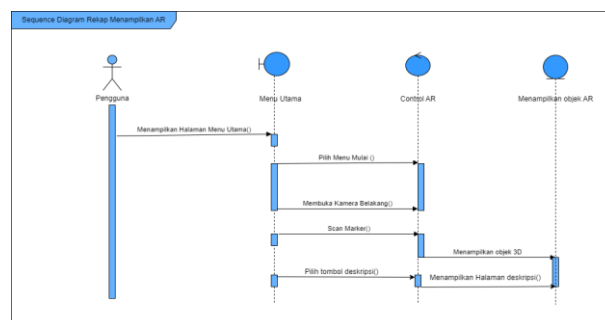 Sequence Diagram Rekap Menampilkan AR
Pengguna
Menu Utama
Control AR
Menampilkan objek AR
Menampilkan Halaman Menu Utama()
Pilih Menu Mulai ()
Membuka Kamera Belakang()
Scan Marker()
Menampilkan objek 3D
Pilih tombol deskripsi()
Menampilkan Halaman deskripsi()